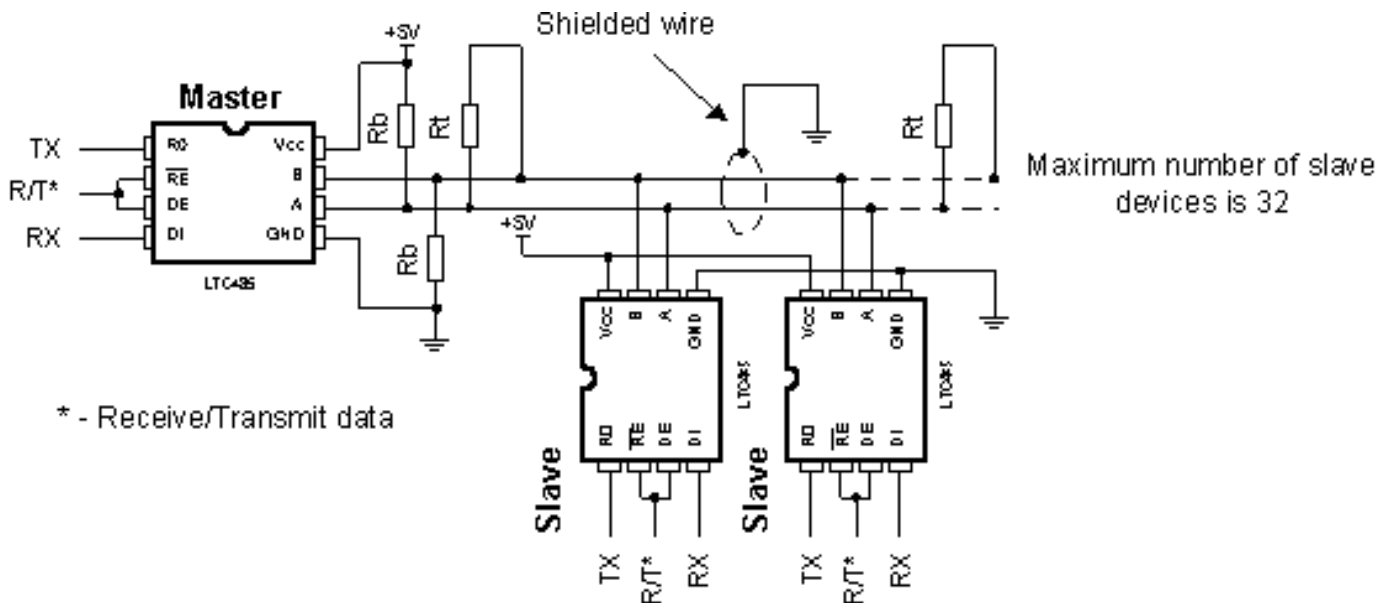 Shielded wire
+5V
Master
Rb
Rt
Rt
TX
R/T*
RX
RO
RE
DE
DI
Vcc
B
A
GND
LTC485
Maximum number of slave
devices is 32
Rb
+5V
Vcc
B
A
GND
LTC485
RO
RE
DE
DI
Slave
TX
R/T*
RX
Vcc
B
A
GND
LTC485
RO
RE
DE
DI
Slave
TX
R/T*
RX
* - Receive/Transmit data